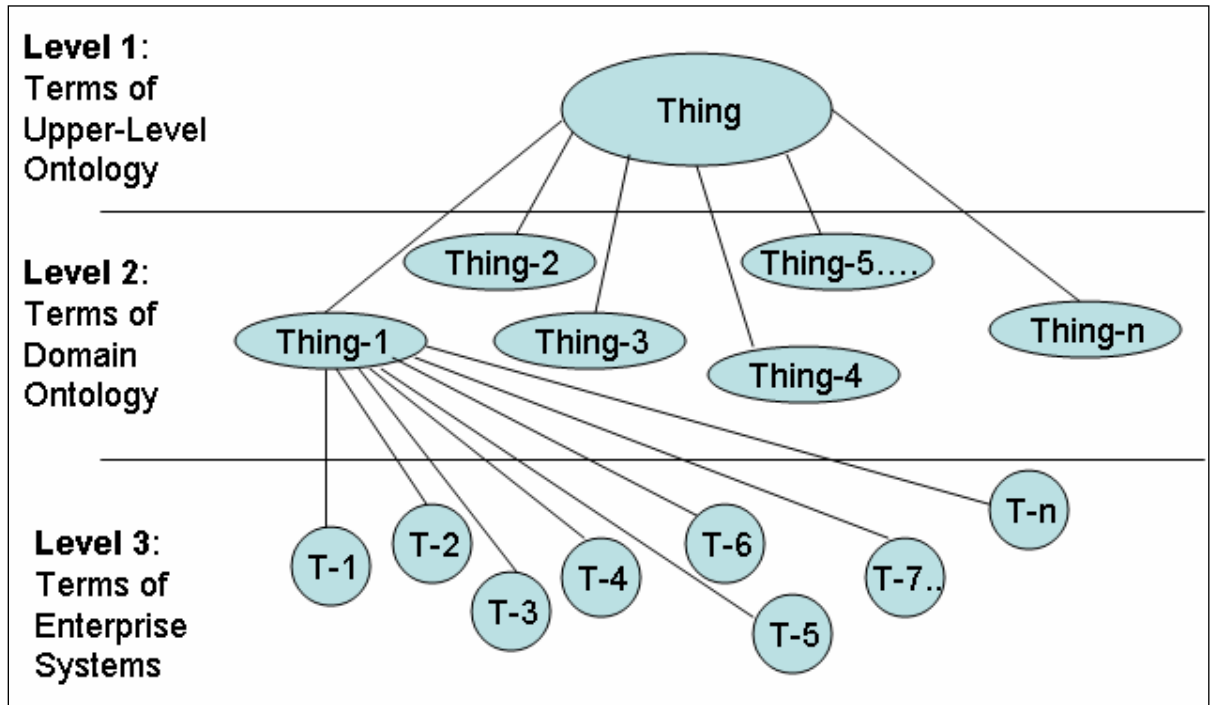 Level 1:
Terms of
Upper-Level
Ontology
Thing
Level 2:
Terms of
Domain
Ontology
Thing-2
Thing-5....
Thing-1
Thing-3
Thing-n
Thing-4
Level 3:
Terms of
Enterprise
Systems
T-n
T-2
T-6
T-1
T-4
T-7..
T-3
T-5